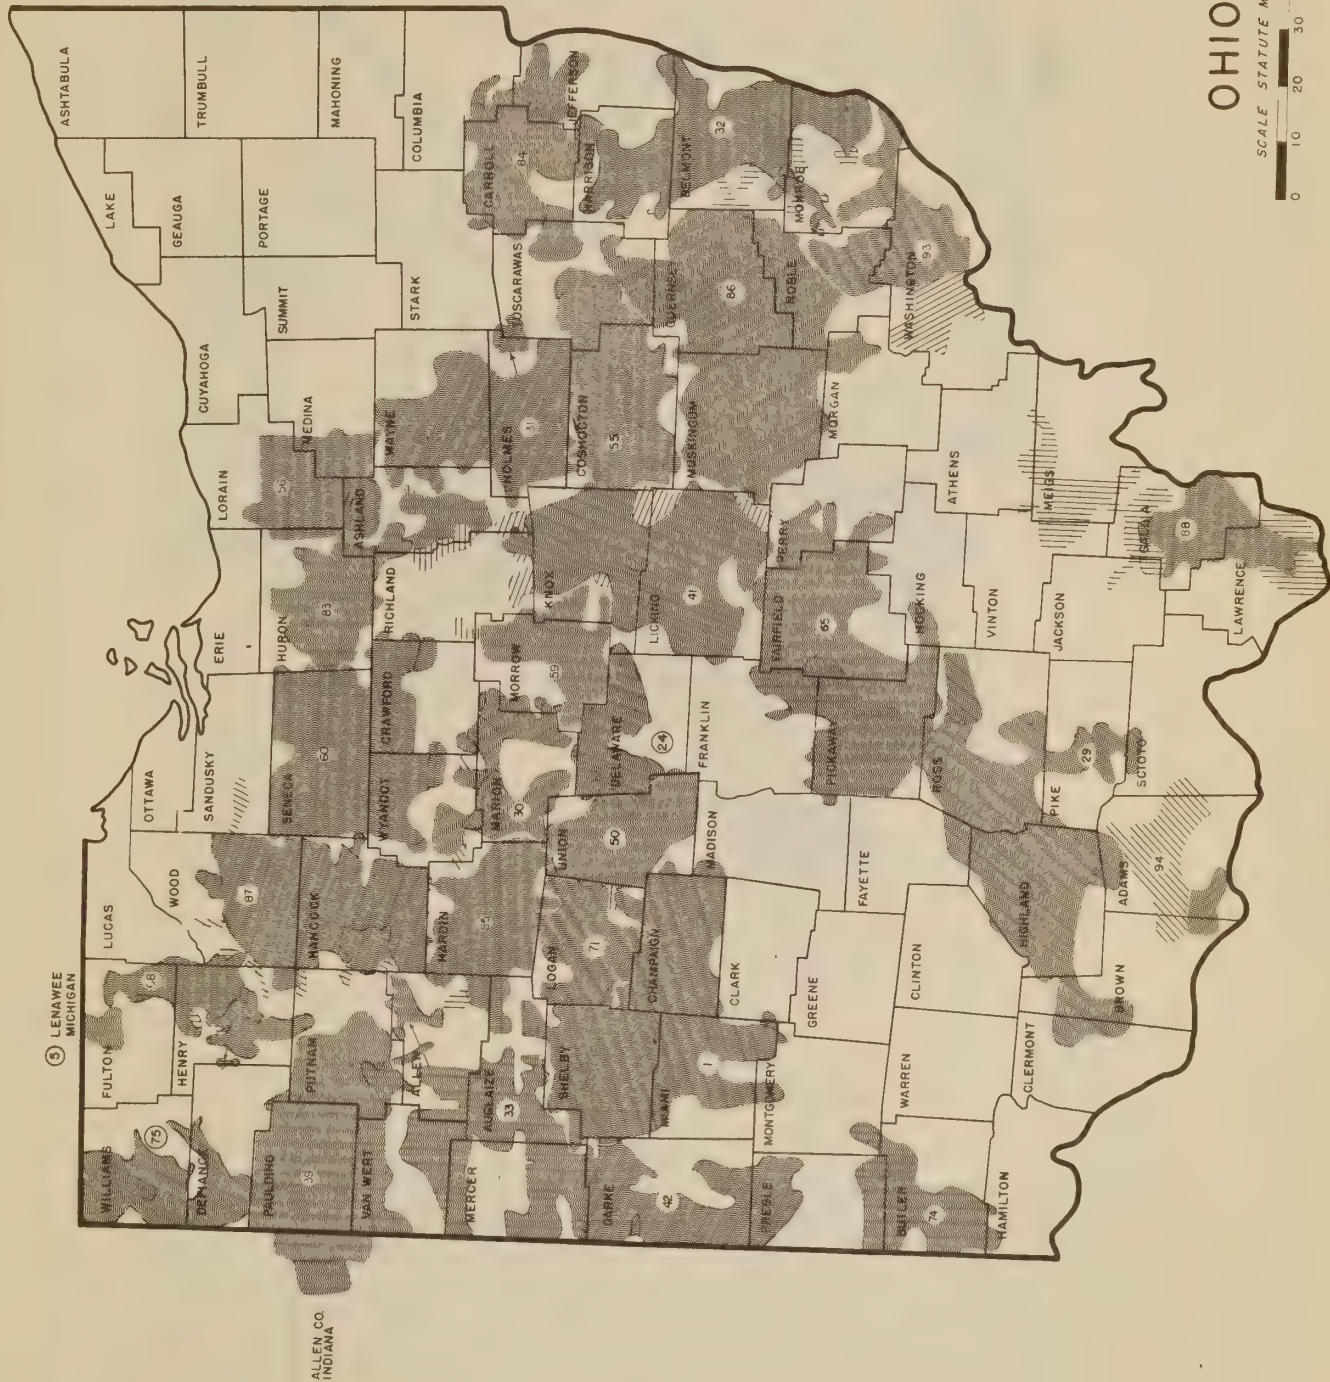 ASHTABULA
LAKE
TRUMBULL
GEAUGA
MAHONING
PORTAGE
COLUMBIA
CUYAHOGA
SUMMIT
STARK
CARROLL
84
JEFFERSON
HARRISON
LORAIN
MEDINA
56
WAYNE
HOLMES
31
TUSCARAWAS
COSHOCTON
55
GUERNSEY
86
BELMONT
32
MONROE
NOBLE
WASHINGTON
93
ERIE
HURON
83
ASHLAND
RICHLAND
KNOX
LICKING
41
MUSKINGUM
MORGAN
PERRY
FAIRFIELD
65
HOCKING
ATHENS
MEIGS
VINTON
JACKSON
GALLIA
88
LAWRENCE
OTTAWA
SANDUSKY
SENECA
60
CRAWFORD
WYANDOT
MARION
30
MORROW
59
DELAWARE
24
FRANKLIN
UNION
50
MADISON
PICKAWAY
ROSS
PIKE
29
SCIOTO
5 LENAWEE
MICHIGAN
LUCAS
WOOD
87
HANCOCK
HARDIN
85
LOGAN
71
CHAMPAIGN
CLARK
FAYETTE
GREENE
CLINTON
HIGHLAND
ADAMS
94
BROWN
FULTON
68
HENRY
PUTNAM
ALLEN
AUGLAIZE
33
SHELBY
MIAMI
1
MONTGOMERY
WARREN
CLERMONT
WILLIAMS
75
DEFIANCE
PAULDING
39
VAN WERT
MERCER
DARKE
42
PREBLE
BUTLER
74
HAMILTON
ALLEN CO.
INDIANA
OHIO
SCALE STATUTE M
0 10 20 30